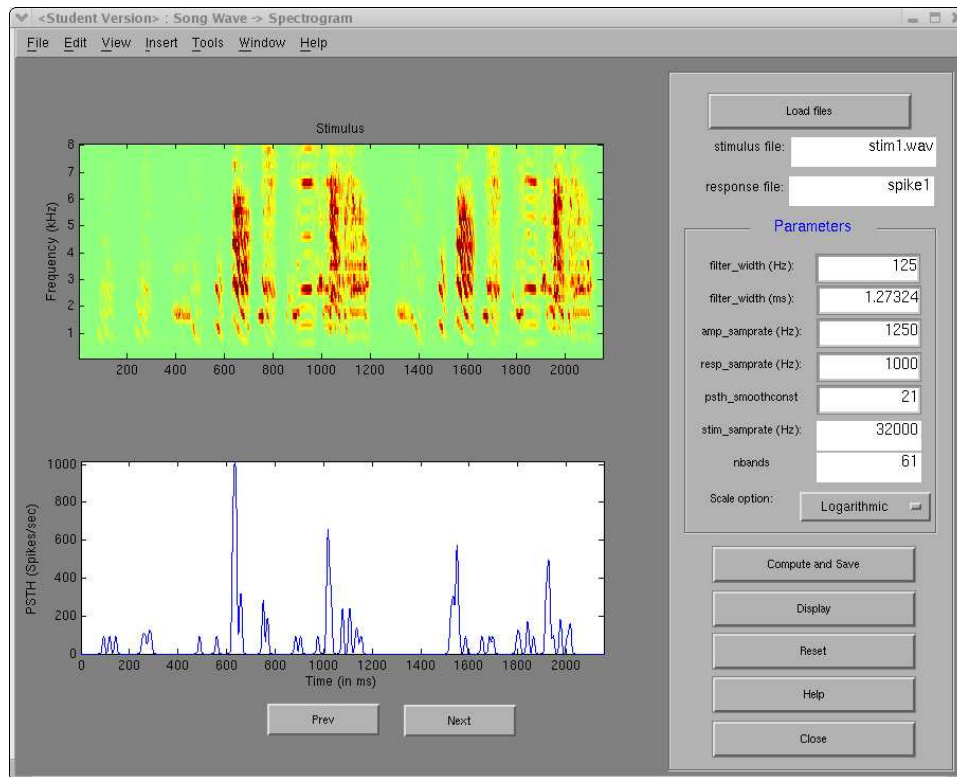 <Student Version> : Song Wave -> Spectrogram
File Edit View Insert Tools Window Help
Stimulus
Frequency (kHz)
8
7
6
5
4
3
2
1
200 400 600 800 1000 1200 1400 1600 1800 2000
PSTH (Spikes/sec)
1000
800
600
400
200
0
0 200 400 600 800 1000 1200 1400 1600 1800 2000
Time (in ms)
Prev Next
Load files
stimulus file: stim1.wav
response file: spike1
Parameters
filter_width (Hz): 125
filter_width (ms): 1.27324
amp_samprate (Hz): 1250
resp_samprate (Hz): 1000
psth_smoothconst 21
stim_samprate (Hz): 32000
nbands 61
Scale option: Logarithmic
Compute and Save
Display
Reset
Help
Close